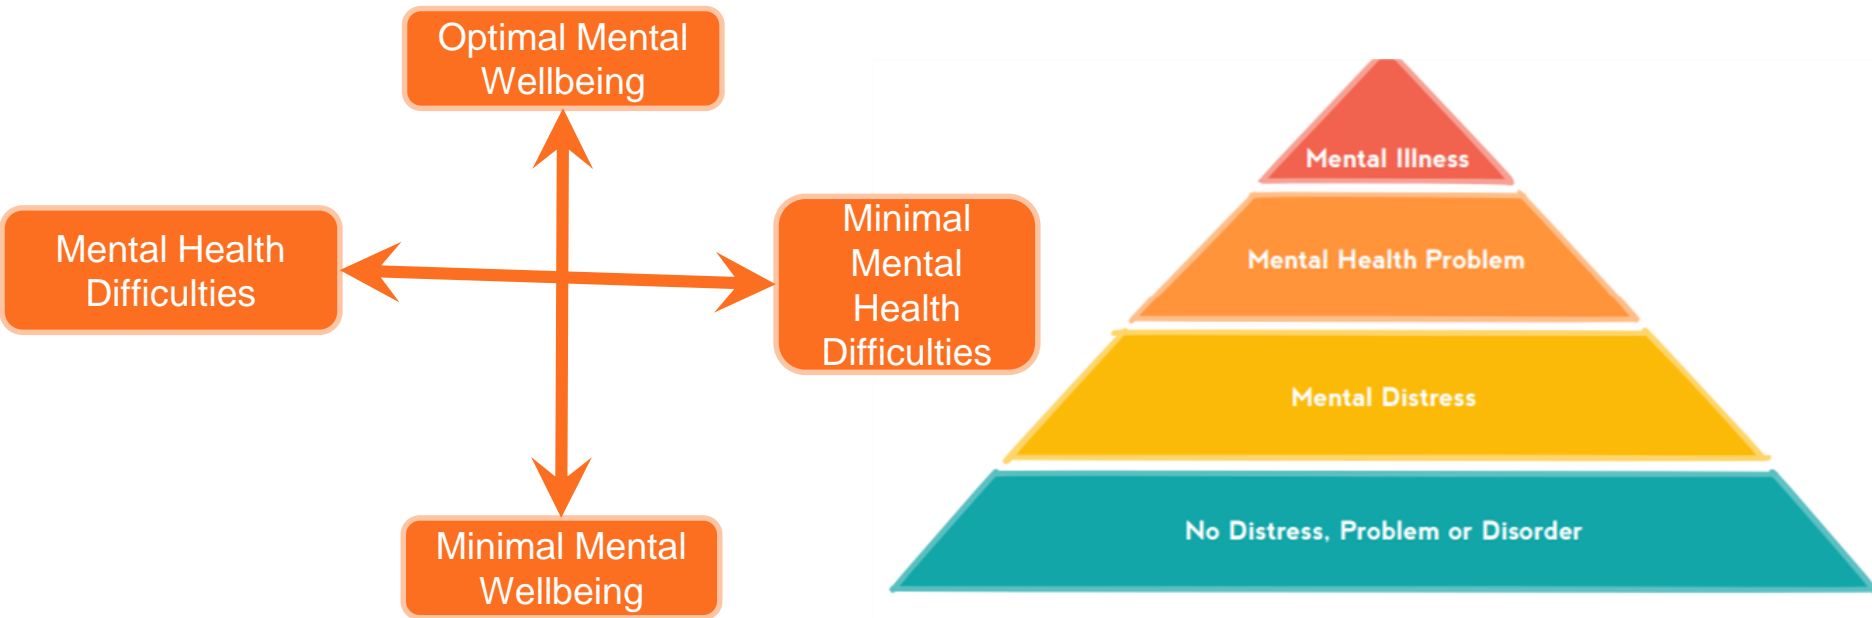 Optimal Mental
Wellbeing
Mental Health
Difficulties
Minimal
Mental
Health
Difficulties
Minimal Mental
Wellbeing
Mental Illness
Mental Health Problem
Mental Distress
No Distress, Problem or Disorder